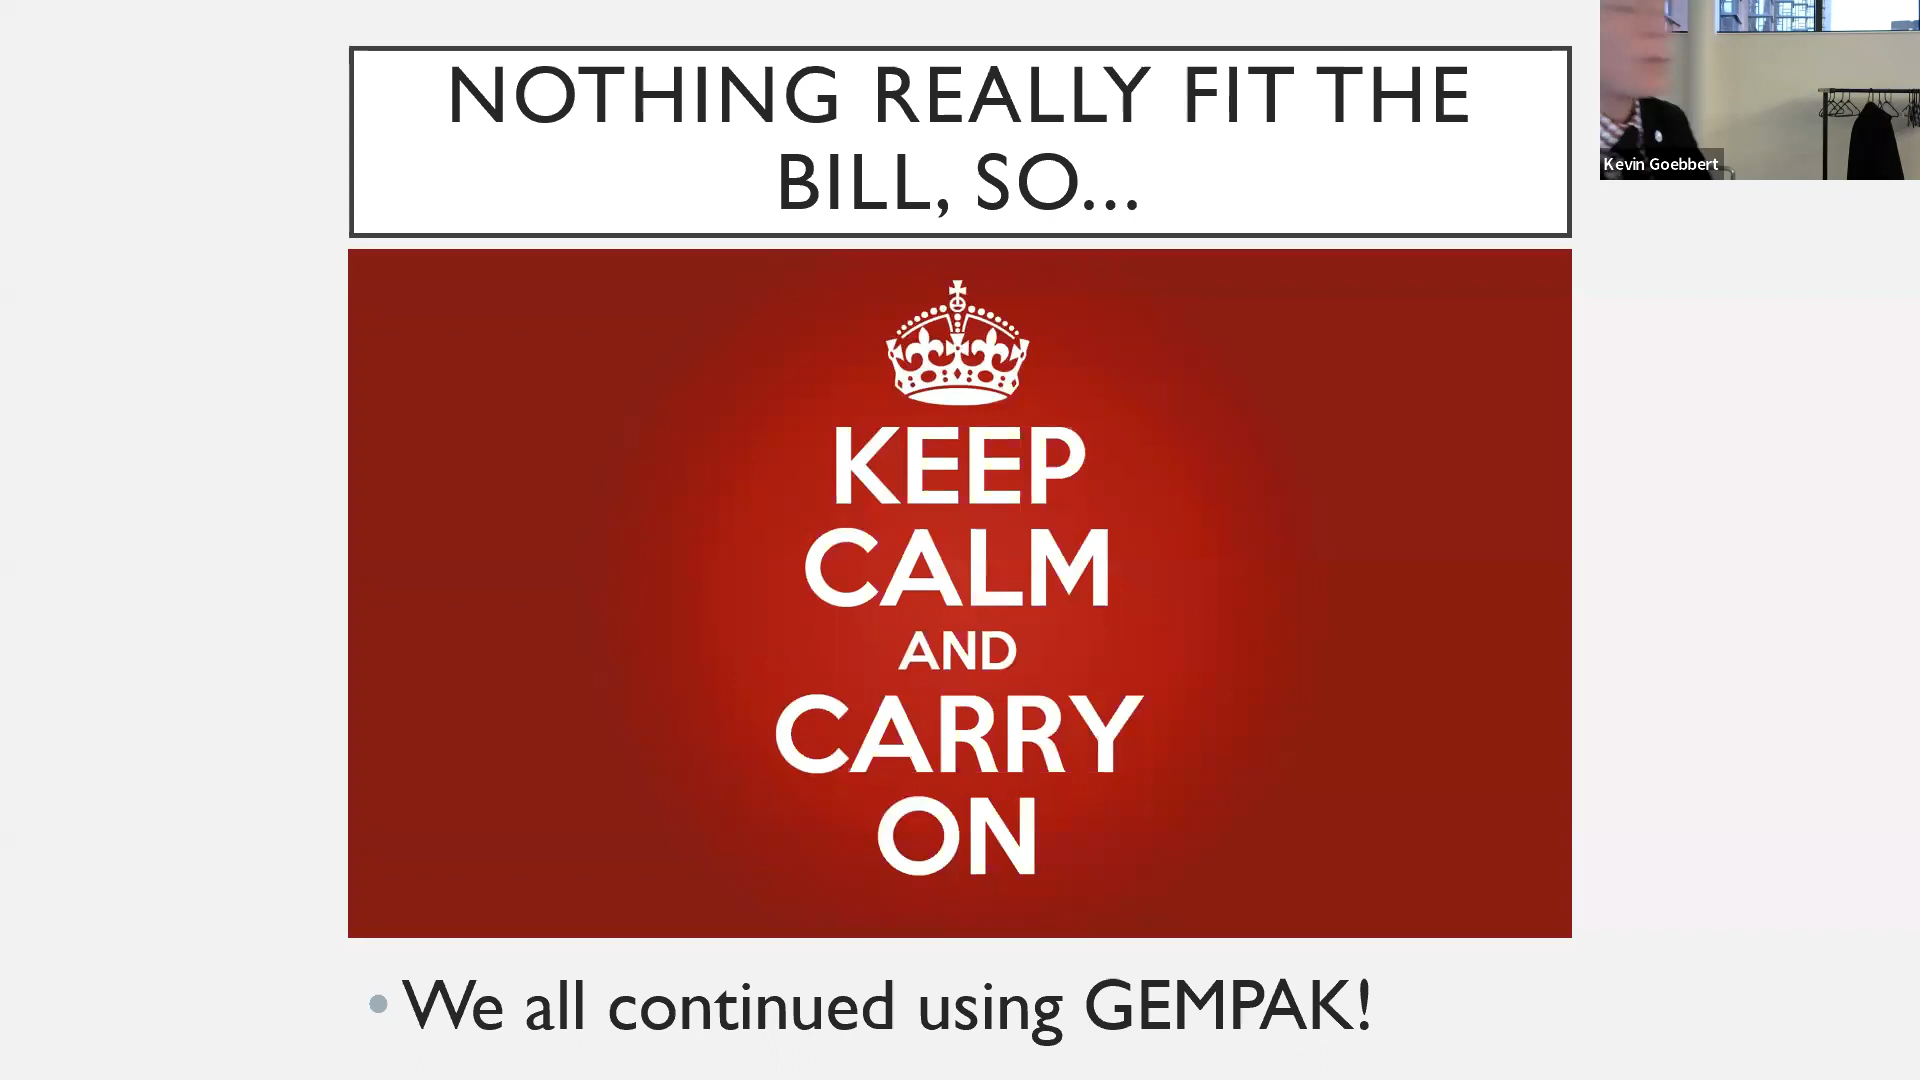 NOTHING REALLY FIT THE
BILL, SO...
KEEP
CALM
AND
CARRY
ON
• We all continued using GEMPAK!
Kevin Goebbert